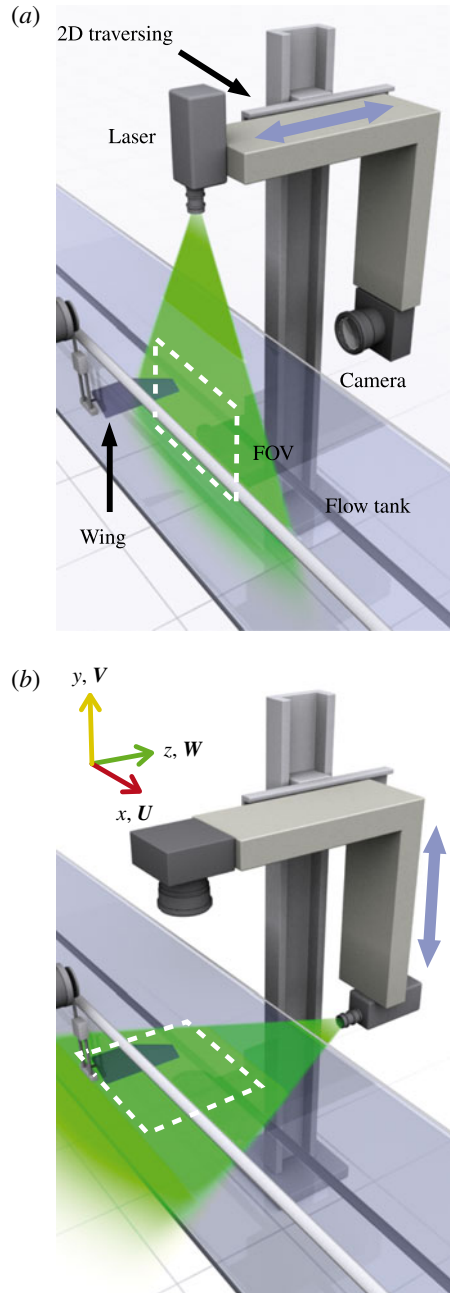 (a)
2D traversing
Laser
Camera
FOV
Flow tank
Wing
(b)
y, V
z, W
x, U